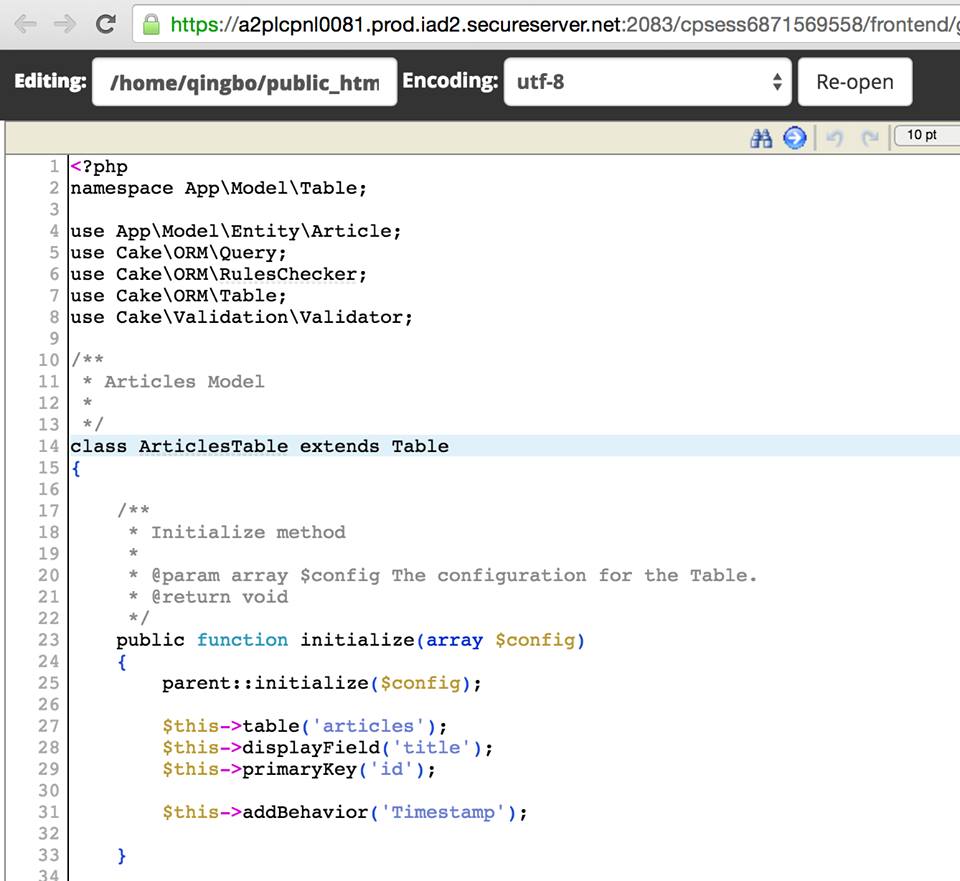 https://a2plcpnl0081.prod.iad2.secureserver.net:2083/cpsess6871569558/frontend/
Editing: /home/qingbo/public_htm Encoding: utf-8 Re-open
10 pt
1 <?php
2 namespace App\Model\Table;
3
4 use App\Model\Entity\Article;
5 use Cake\ORM\Query;
6 use Cake\ORM\RulesChecker;
7 use Cake\ORM\Table;
8 use Cake\Validation\Validator;
9
10 /**
11  * Articles Model
12  *
13  */
14 class ArticlesTable extends Table
15 {
16
17     /**
18      * Initialize method
19      *
20      * @param array $config The configuration for the Table.
21      * @return void
22      */
23     public function initialize(array $config)
24     {
25         parent::initialize($config);
26
27         $this->table('articles');
28         $this->displayField('title');
29         $this->primaryKey('id');
30
31         $this->addBehavior('Timestamp');
32
33     }
34